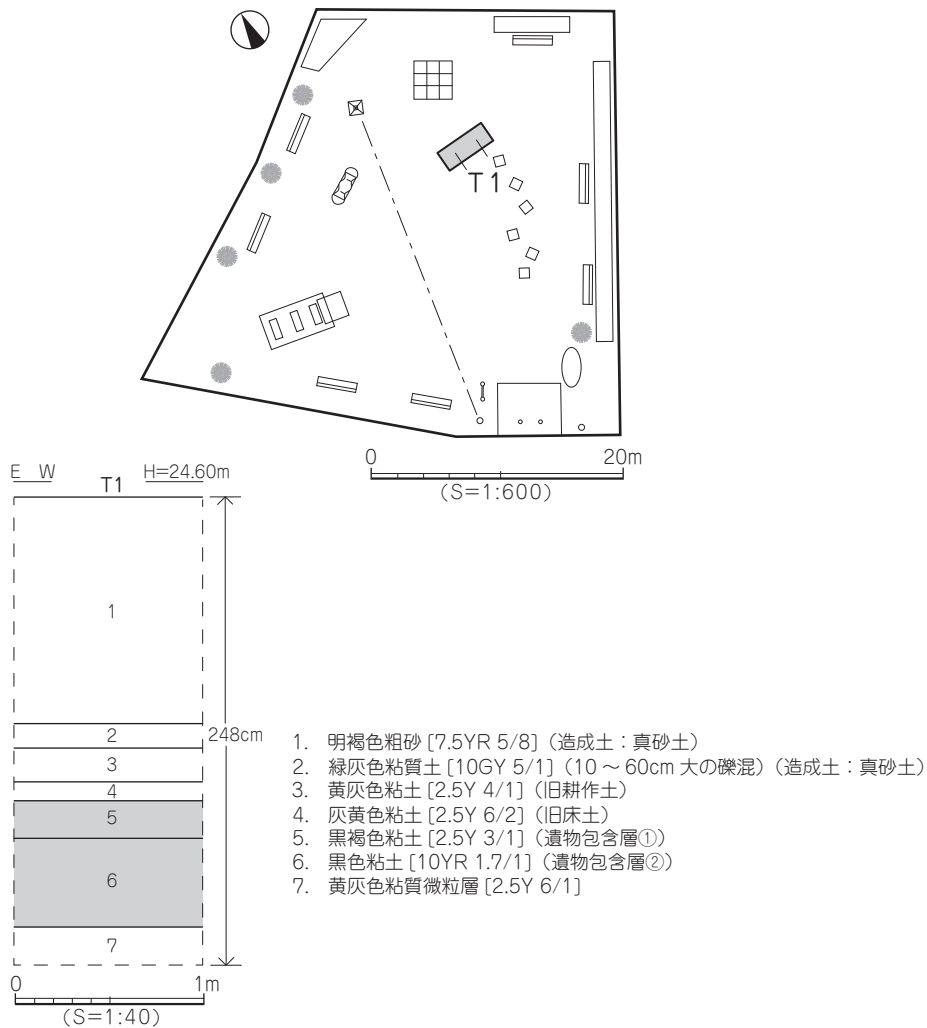 T1
0 20m
(S=1:600)
E W T1 H=24.60m
1
2
3
4
5
6
7
248cm
0 1m
(S=1:40)
1. 明褐色粗砂 [7.5YR 5/8]（造成土：真砂土）
2. 緑灰色粘質土 [10GY 5/1]（10 ～ 60cm 大の礫混）（造成土：真砂土）
3. 黄灰色粘土 [2.5Y 4/1]（旧耕作土）
4. 灰黄色粘土 [2.5Y 6/2]（旧床土）
5. 黒褐色粘土 [2.5Y 3/1]（遺物包含層①）
6. 黒色粘土 [10YR 1.7/1]（遺物包含層②）
7. 黄灰色粘質微粒層 [2.5Y 6/1]